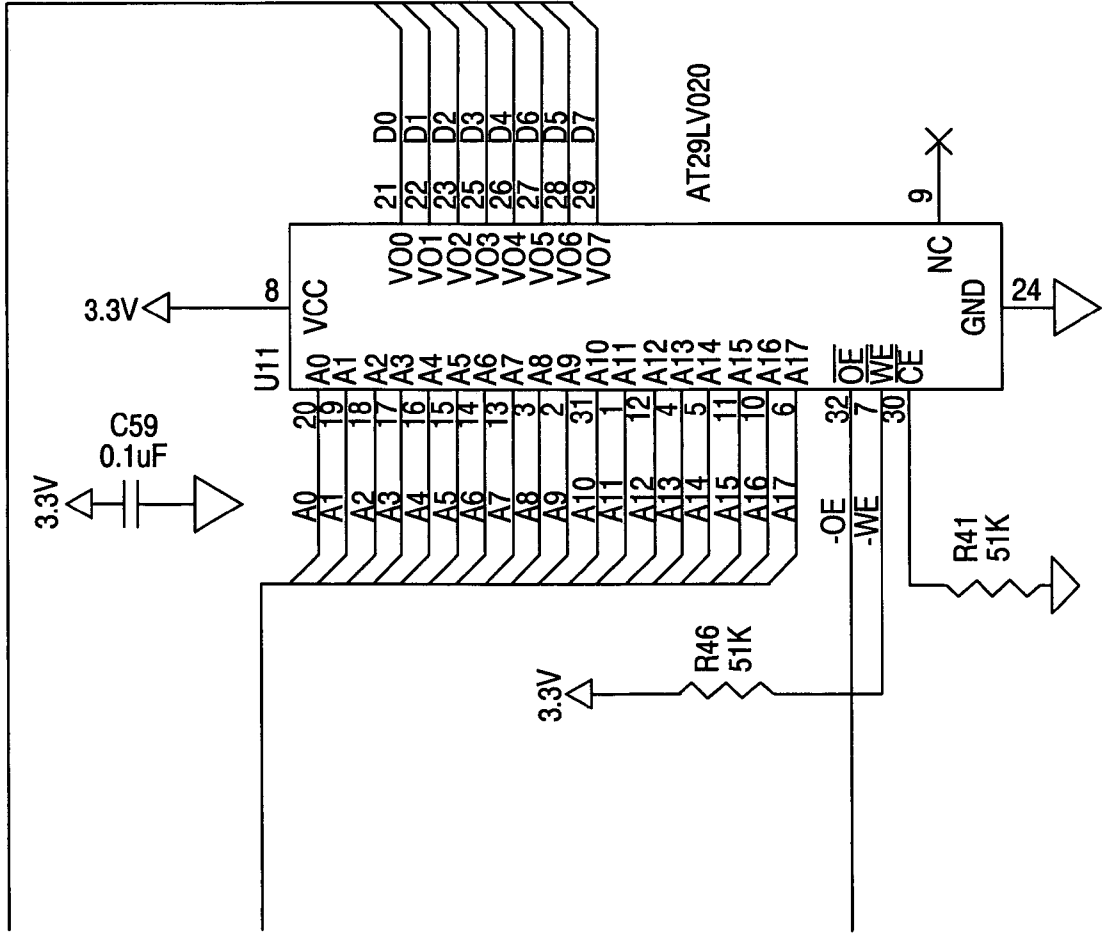 3.3V
C59
0.1uF
3.3V
8
VCC
U11
A0 20 A0
A1 19 A1
A2 18 A2
A3 17 A3
A4 16 A4
A5 15 A5
A6 14 A6
A7 13 A7
A8 3 A8
A9 2 A9
A10 31 A10
A11 1 A11
A12 12 A12
A13 4 A13
A14 5 A14
A15 11 A15
A16 10 A16
A17 6 A17
-OE 32 OE
-WE 7 WE
30 CE
VO0 21 D0
VO1 22 D1
VO2 23 D2
VO3 25 D3
VO4 26 D4
VO5 27 D6
VO6 28 D5
VO7 29 D7
AT29LV020
NC 9
GND 24
3.3V
R46
51K
R41
51K